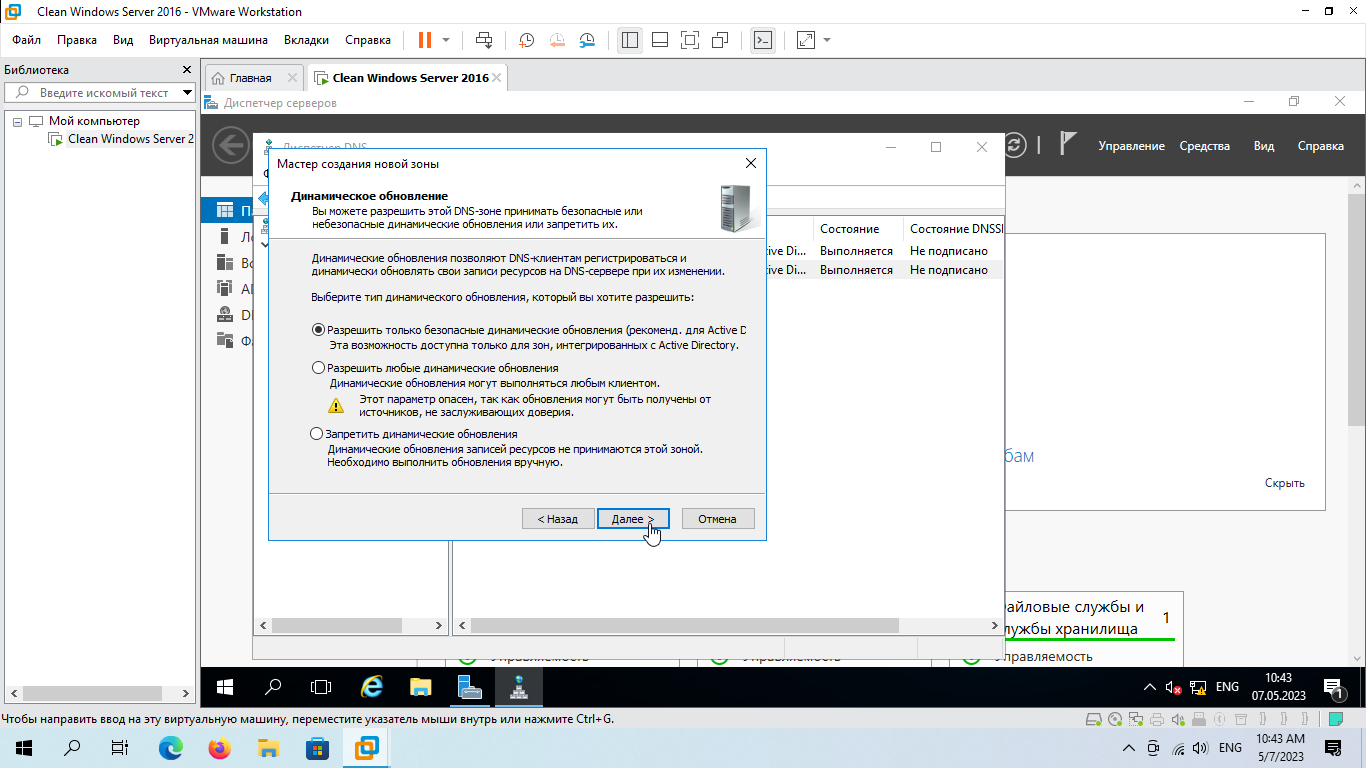 Clean Windows Server 2016 - VMware Workstation
Файл Правка Вид Виртуальная машина Вкладки Справка
Библиотека
Введите искомый текст
Мой компьютер
Clean Windows Server 2
Главная
Clean Windows Server 2016
Диспетчер серверов
Управление Средства Вид Справка
Диспетчер DNS
Мастер создания новой зоны
Динамическое обновление
Вы можете разрешить этой DNS-зоне принимать безопасные или
небезопасные динамические обновления или запретить их.
Динамические обновления позволяют DNS-клиентам регистрироваться и
динамически обновлять свои записи ресурсов на DNS-сервере при их изменении.
Выберите тип динамического обновления, который вы хотите разрешить:
Разрешить только безопасные динамические обновления (рекоменд. для Active D
Эта возможность доступна только для зон, интегрированных с Active Directory.
Разрешить любые динамические обновления
Динамические обновления могут выполняться любым клиентом.
Этот параметр опасен, так как обновления могут быть получены от
источников, не заслуживающих доверия.
Запретить динамические обновления
Динамические обновления записей ресурсов не принимаются этой зоной.
Необходимо выполнить обновления вручную.
< Назад
Далее >
Отмена
Состояние Состояние DNSSI
ive Di... Выполняется Не подписано
ive Di... Выполняется Не подписано
бам
Скрыть
айловые службы и
лужбы хранилища
1
Управляемость
Управляемость
Управляемость
ENG
10:43
07.05.2023
1
Чтобы направить ввод на эту виртуальную машину, переместите указатель мыши внутрь или нажмите Ctrl+G.
ENG
10:43 AM
5/7/2023